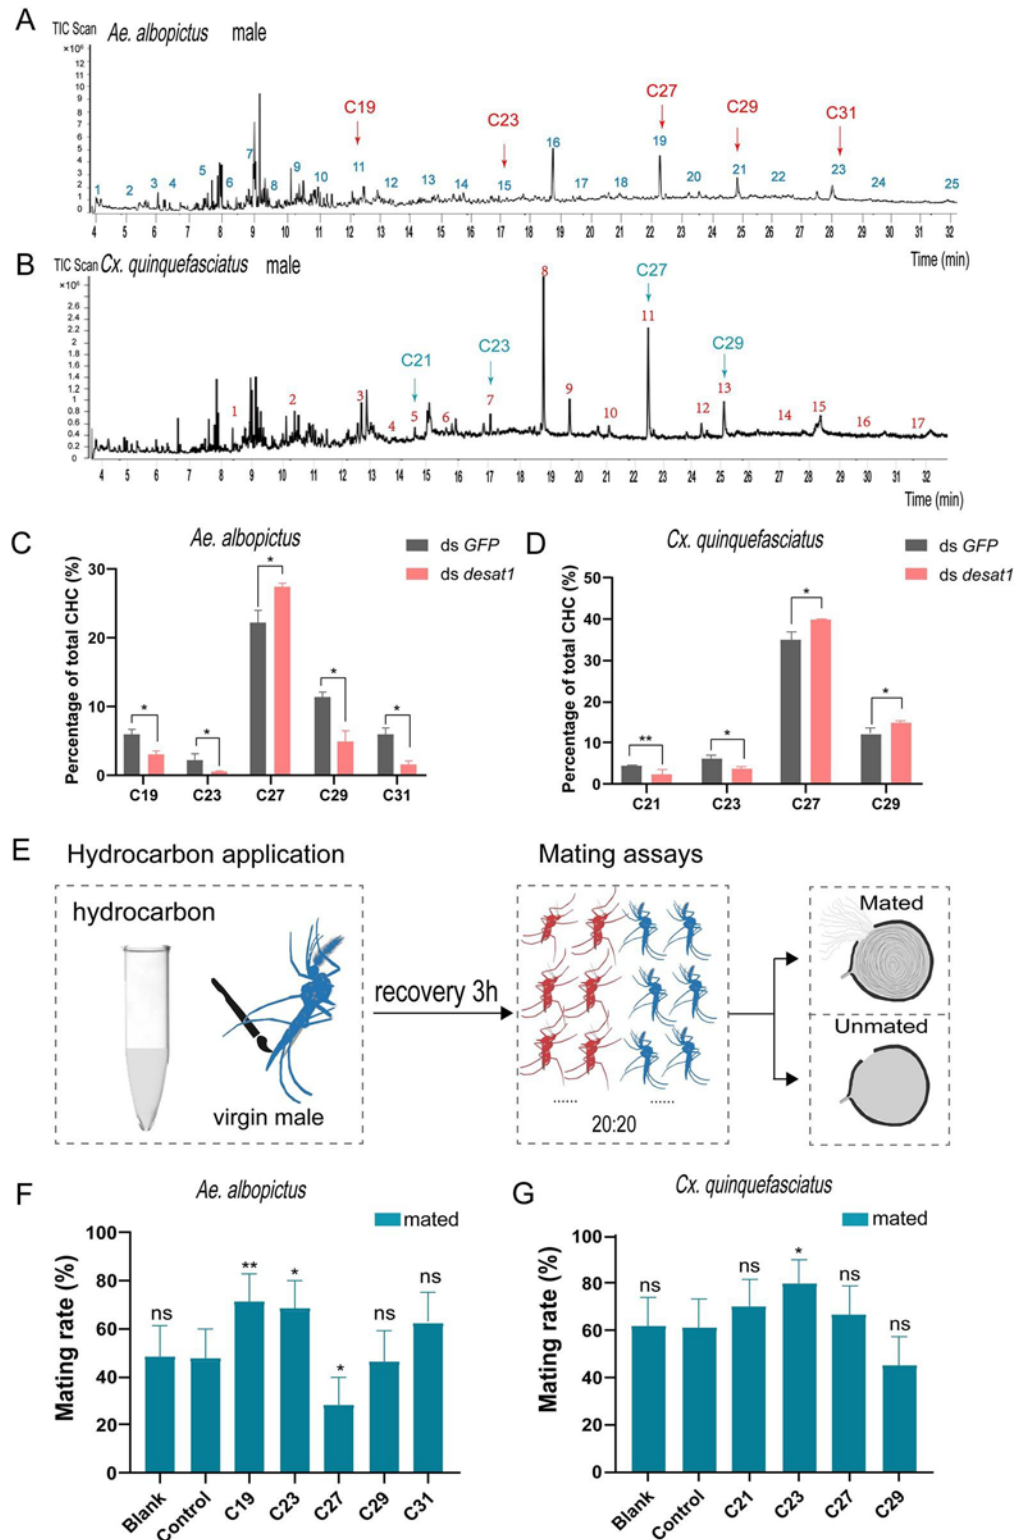 A
TIC Scan Ae. albopictus male
×10⁶
12
11
10
9
8
7
6
5
4
3
2
1
0
C19
C23
C27
C29
C31
1 2 3 4 5 6 7 8 9 10 11 12 13 14 15 16 17 18 19 20 21 22 23 24 25
4 5 6 7 8 9 10 11 12 13 14 15 16 17 18 19 20 21 22 23 24 25 26 27 28 29 30 31 32
Time (min)
B
TIC Scan Cx. quinquefasciatus male
×10⁶
2.6
2.4
2.2
2
1.8
1.6
1.4
1.2
1
0.8
0.6
0.4
0.2
0
C21
C23
C27
C29
1 2 3 4 5 6 7 8 9 10 11 12 13 14 15 16 17
4 5 6 7 8 9 10 11 12 13 14 15 16 17 18 19 20 21 22 23 24 25 26 27 28 29 30 31 32
Time (min)
C
Ae. albopictus
ds GFP
ds desat1
Percentage of total CHC (%)
30
20
10
0
* * * * *
C19 C23 C27 C29 C31
D
Cx. quinquefasciatus
ds GFP
ds desat1
Percentage of total CHC (%)
50
40
30
20
10
0
** * * *
C21 C23 C27 C29
E
Hydrocarbon application
Mating assays
hydrocarbon
virgin male
recovery 3h
...... ......
20:20
Mated
Unmated
F
Ae. albopictus
mated
Mating rate (%)
100
80
60
40
20
0
ns ** * * ns ns
Blank Control C19 C23 C27 C29 C31
G
Cx. quinquefasciatus
mated
Mating rate (%)
100
80
60
40
20
0
ns ns * ns ns
Blank Control C21 C23 C27 C29